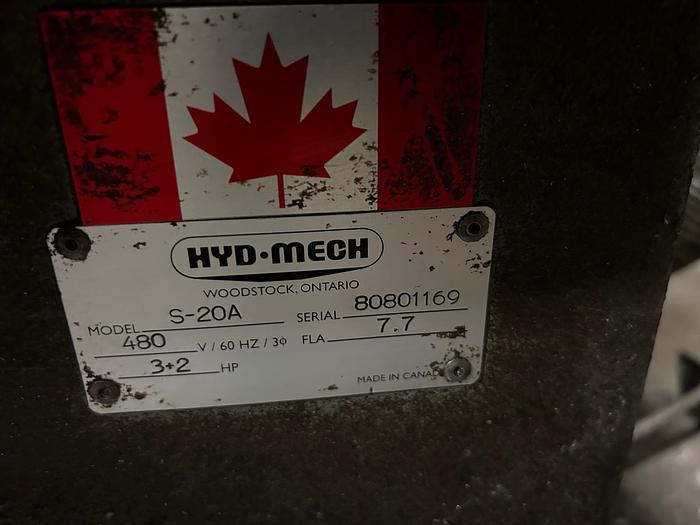 HYD·MECH
WOODSTOCK, ONTARIO
MODEL S-20A SERIAL 80801169
480 V / 60 HZ / 3Φ FLA 7.7
3+2 HP
MADE IN CANA